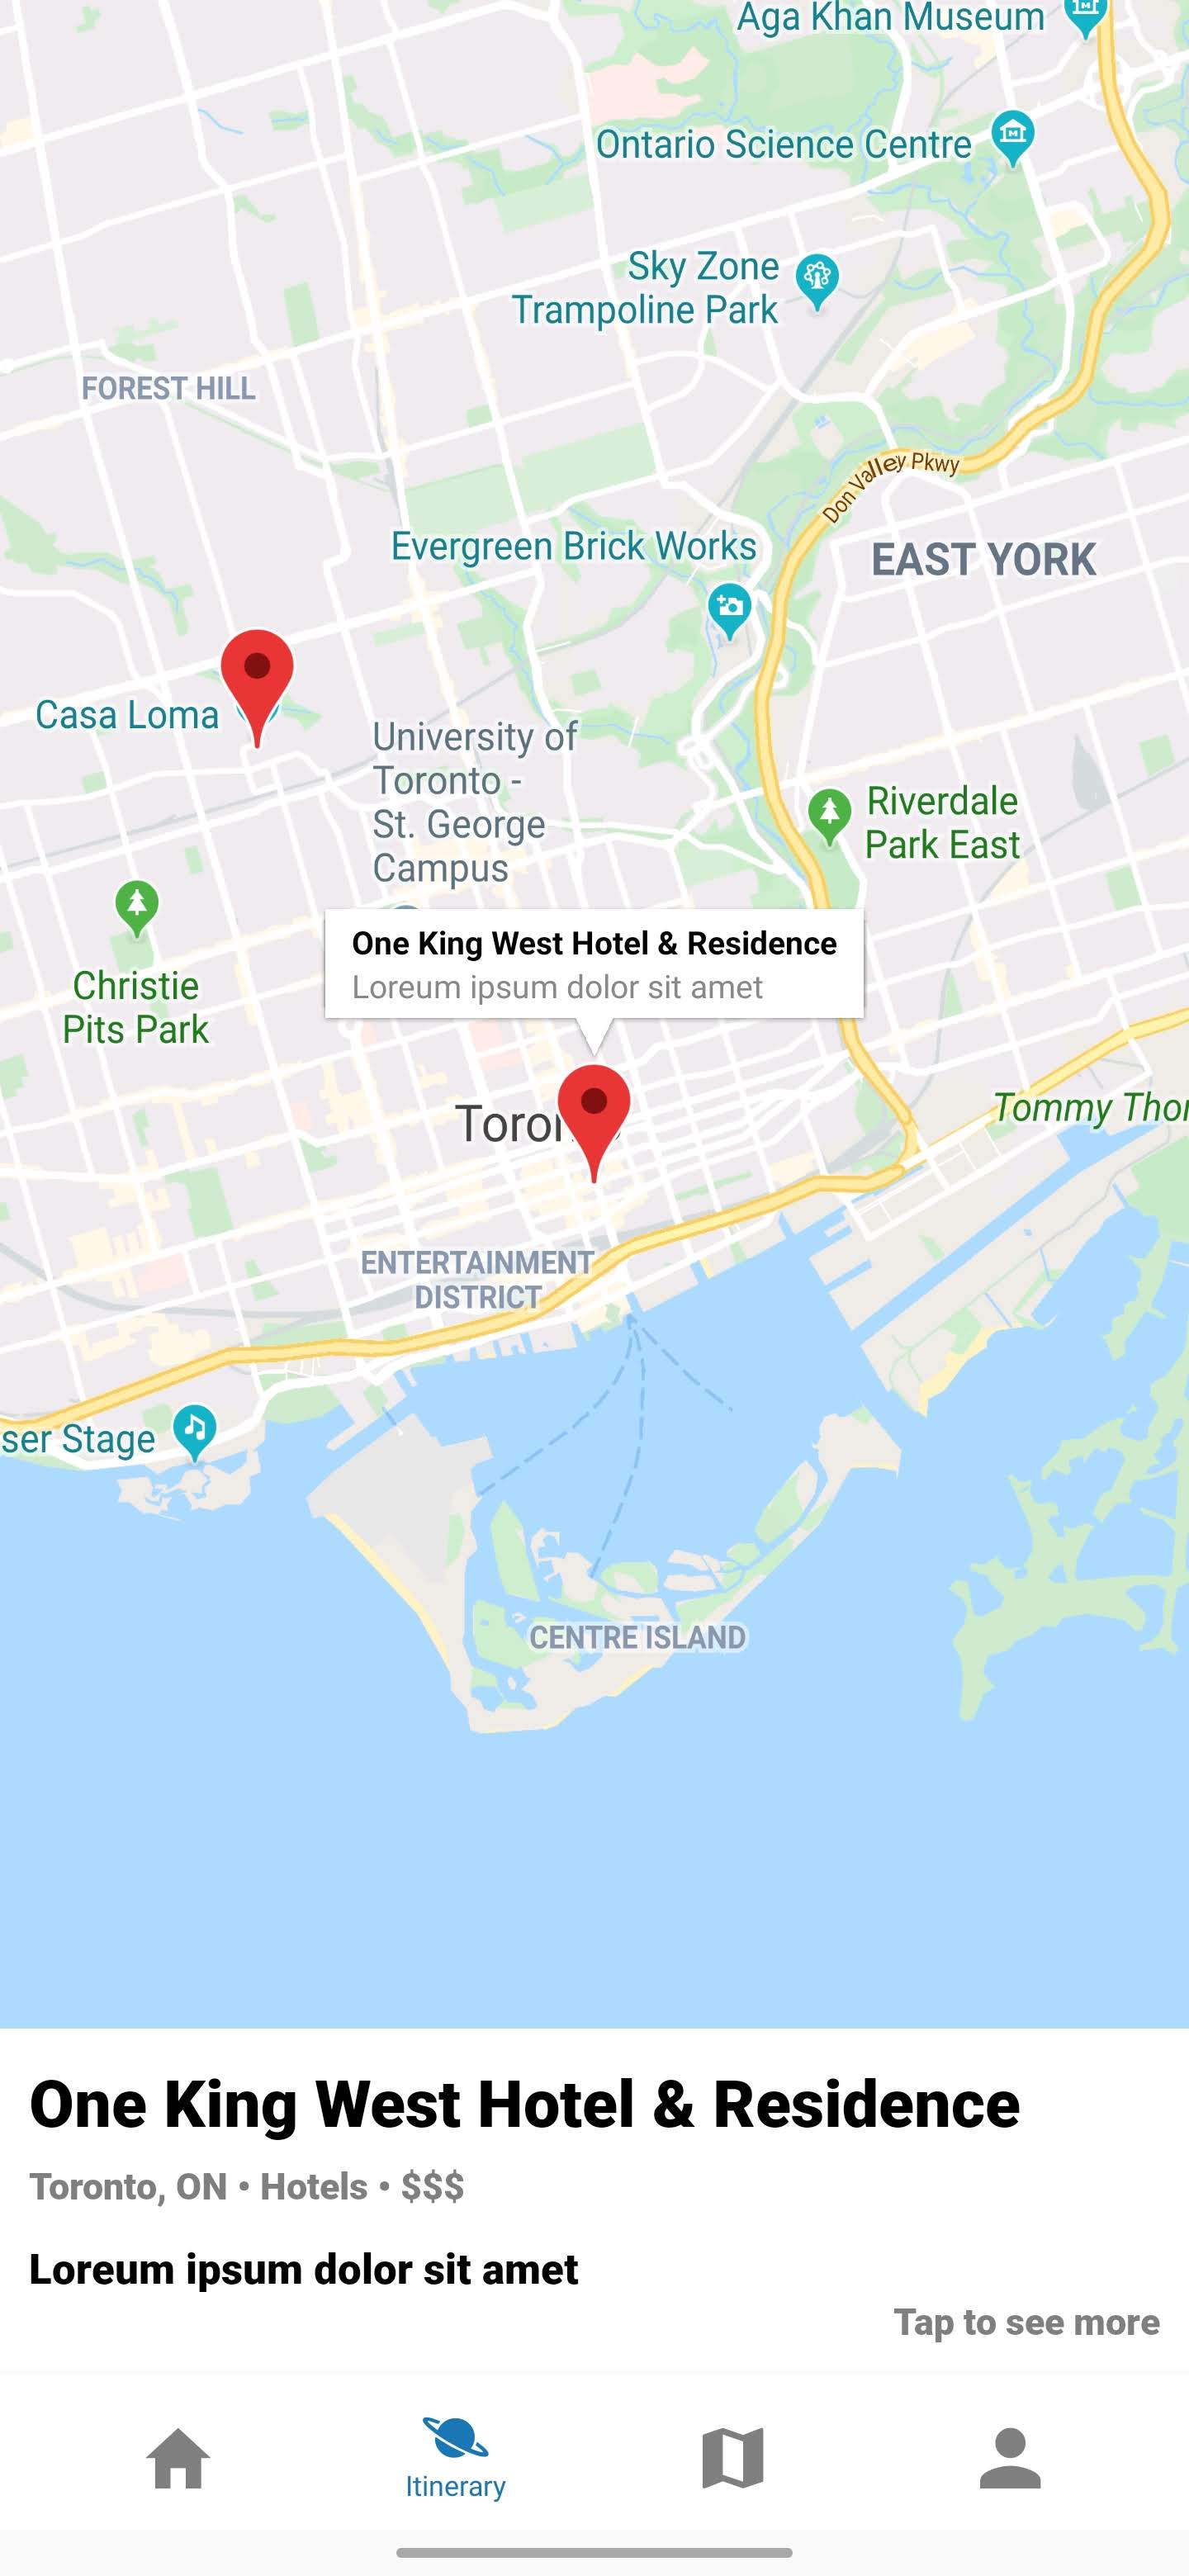 Aga Khan Museum
Ontario Science Centre
Sky Zone
Trampoline Park
FOREST HILL
Don Valley Pkwy
Evergreen Brick Works
EAST YORK
Casa Loma
University of
Toronto -
St. George
Campus
Riverdale
Park East
Christie
Pits Park
One King West Hotel & Residence
Loreum ipsum dolor sit amet
Toron
Tommy Thor
ENTERTAINMENT
DISTRICT
ser Stage
CENTRE ISLAND
One King West Hotel & Residence
Toronto, ON • Hotels • $$$
Loreum ipsum dolor sit amet
Tap to see more
Itinerary